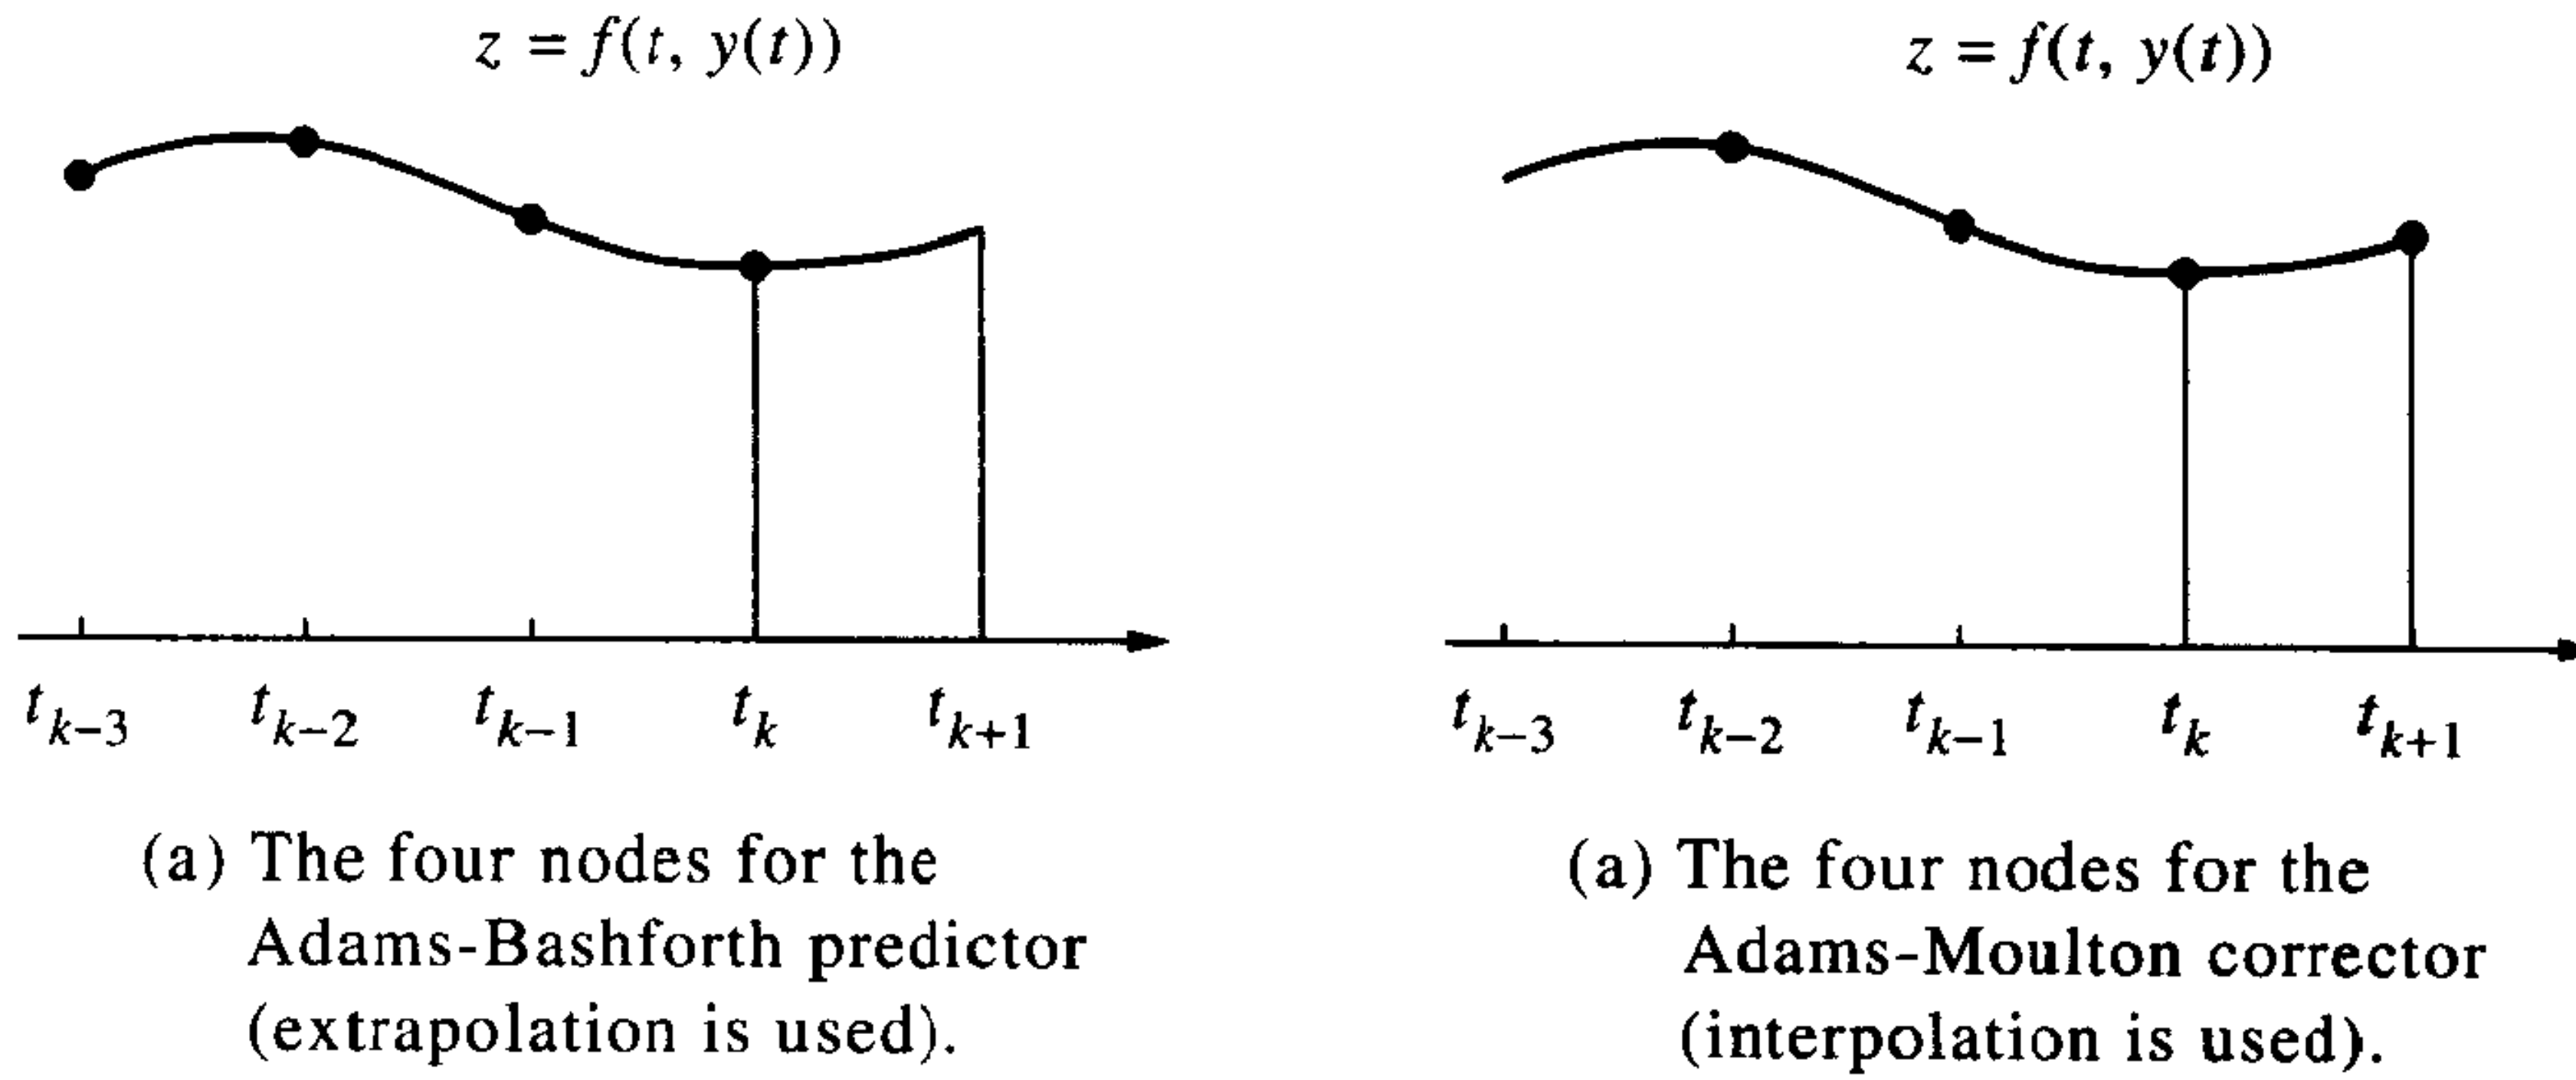 z = f(t, y(t))
t_{k-3} t_{k-2} t_{k-1} t_k t_{k+1}
(a) The four nodes for the
Adams-Bashforth predictor
(extrapolation is used).
z = f(t, y(t))
t_{k-3} t_{k-2} t_{k-1} t_k t_{k+1}
(a) The four nodes for the
Adams-Moulton corrector
(interpolation is used).